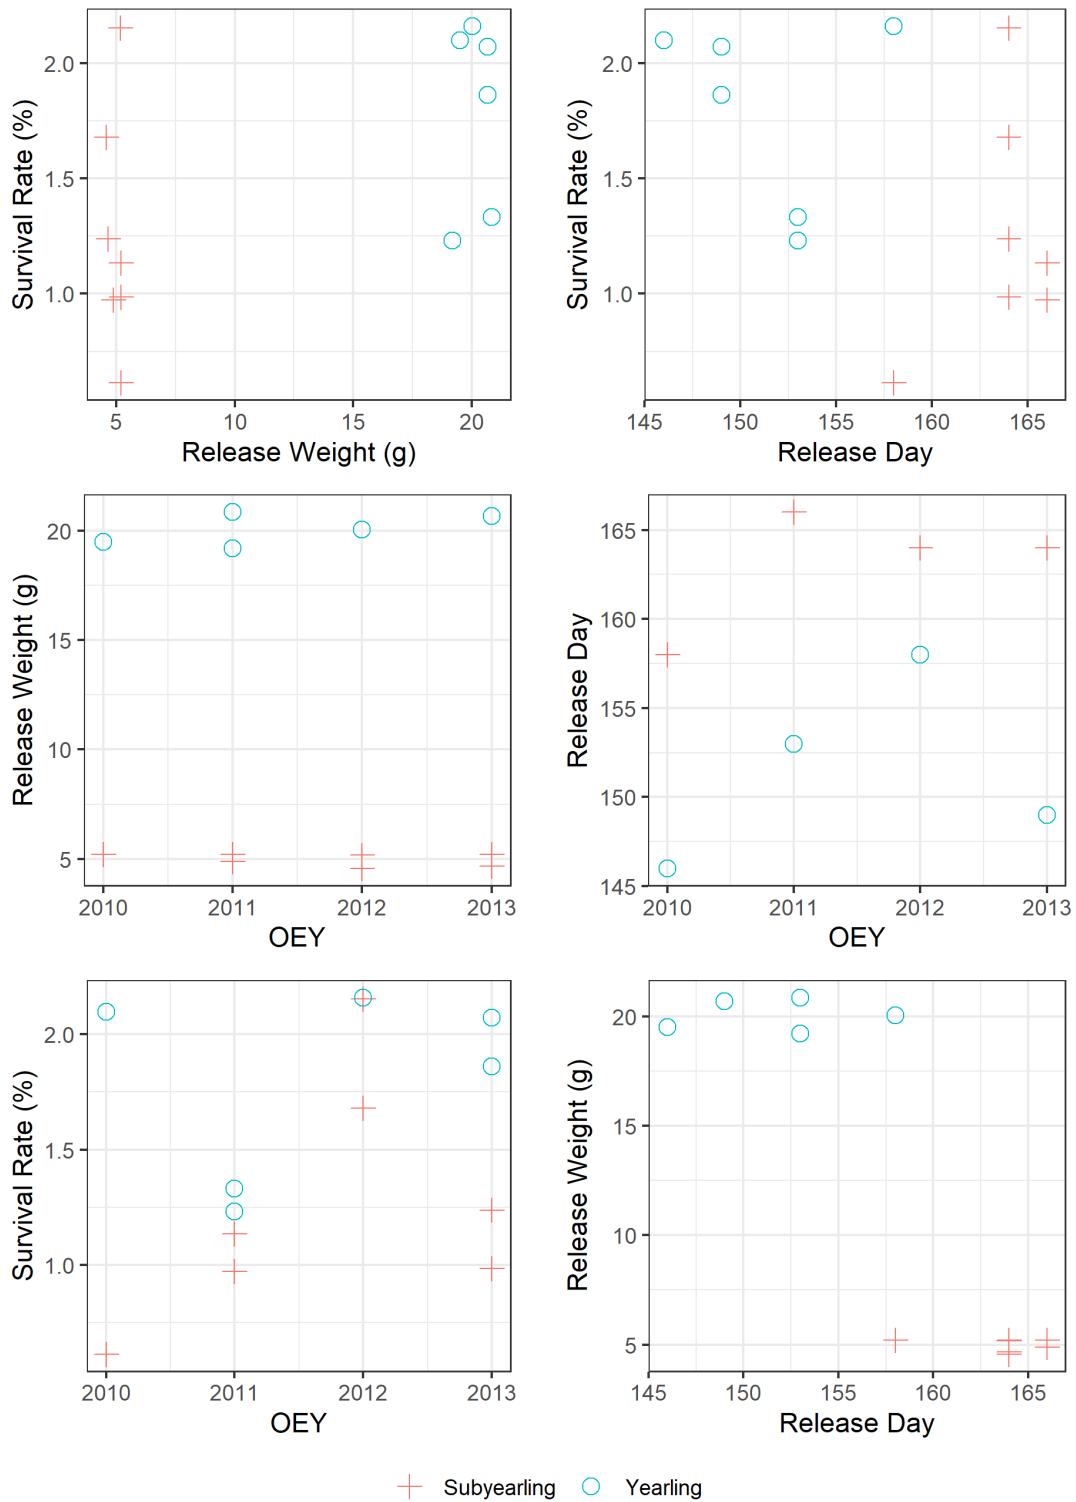 Survival Rate (%)
2.0
1.5
1.0
5 10 15 20
Release Weight (g)
Survival Rate (%)
2.0
1.5
1.0
145 150 155 160 165
Release Day
Release Weight (g)
20
15
10
5
2010 2011 2012 2013
OEY
Release Day
165
160
155
150
145
2010 2011 2012 2013
OEY
Survival Rate (%)
2.0
1.5
1.0
2010 2011 2012 2013
OEY
Release Weight (g)
20
15
10
5
145 150 155 160 165
Release Day
Subyearling Yearling